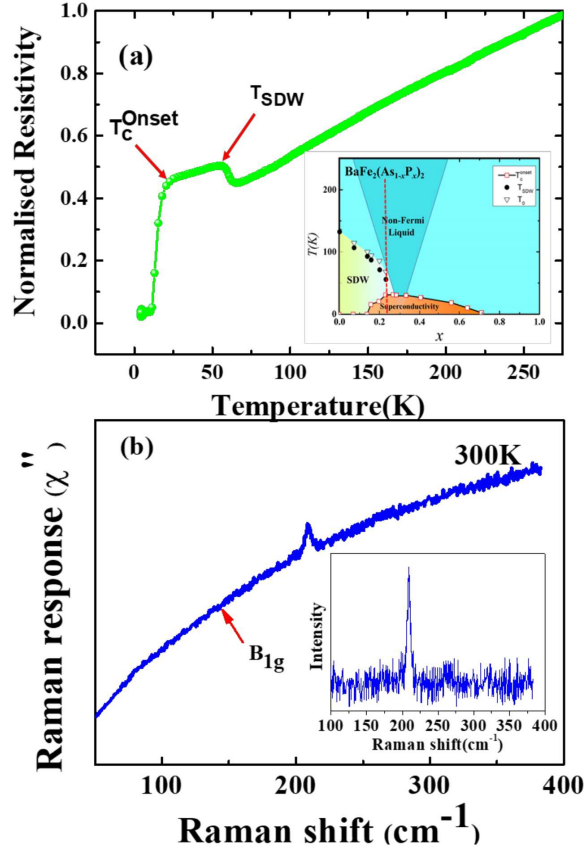 (a)
1.0
0.8
0.6
0.4
0.2
0.0
Normalised Resistivity
T_C^Onset
T_SDW
0 50 100 150 200 250
Temperature(K)
BaFe₂(As₁₋ₓPₓ)₂
T_c^onset
T_SDW
T_0
Non-Fermi
Liquid
SDW
Superconductivity
T(K)
200
100
0
0.0 0.2 0.4 0.6 0.8 1.0
x
(b)
300K
Raman response (χ'')
B₁g
Intensity
100 150 200 250 300 350 400
Raman shift(cm⁻¹)
100 200 300 400
Raman shift (cm⁻¹)